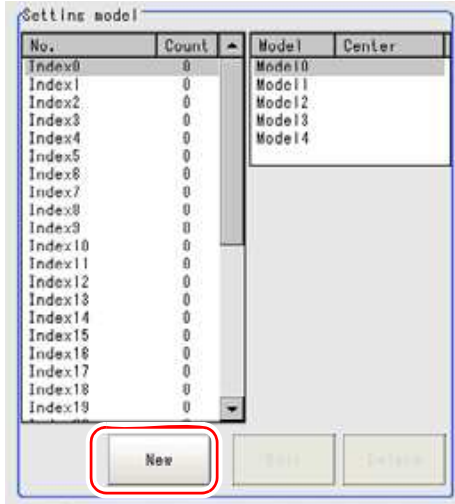 Setting model
No. Count Model Center
Index0 0 Model0
Index1 0 Model1
Index2 0 Model2
Index3 0 Model3
Index4 0 Model4
Index5 0
Index6 0
Index7 0
Index8 0
Index9 0
Index10 0
Index11 0
Index12 0
Index13 0
Index14 0
Index15 0
Index16 0
Index17 0
Index18 0
Index19 0
New Edit Delete